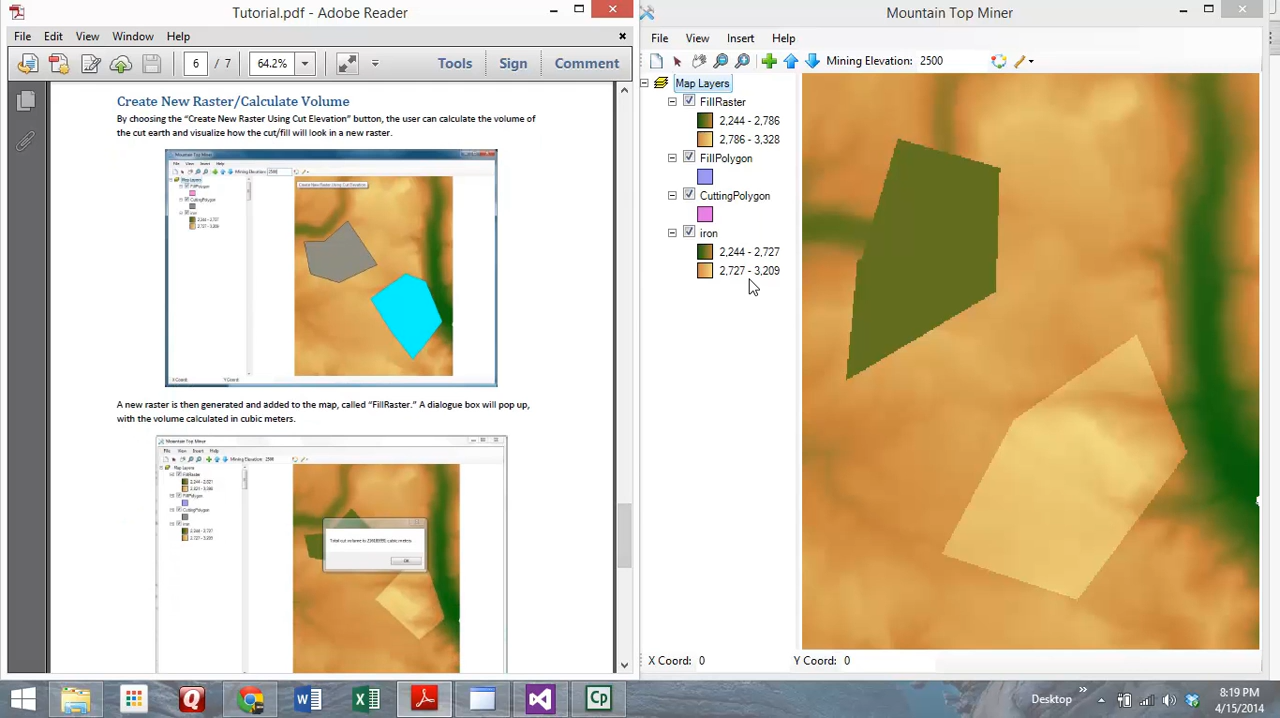 Tutorial.pdf - Adobe Reader
File Edit View Window Help
6 / 7 64.2% Tools Sign Comment
Create New Raster/Calculate Volume
By choosing the "Create New Raster Using Cut Elevation" button, the user can calculate the volume of
the cut earth and visualize how the cut/fill will look in a new raster.
A new raster is then generated and added to the map, called "FillRaster." A dialogue box will pop up,
with the volume calculated in cubic meters.
Mountain Top Miner
File View Insert Help
Mining Elevation: 2500
Map Layers
FillRaster
2,244 - 2,786
2,786 - 3,328
FillPolygon
CuttingPolygon
iron
2,244 - 2,727
2,727 - 3,209
X Coord: 0 Y Coord: 0
Desktop
8:19 PM
4/15/2014